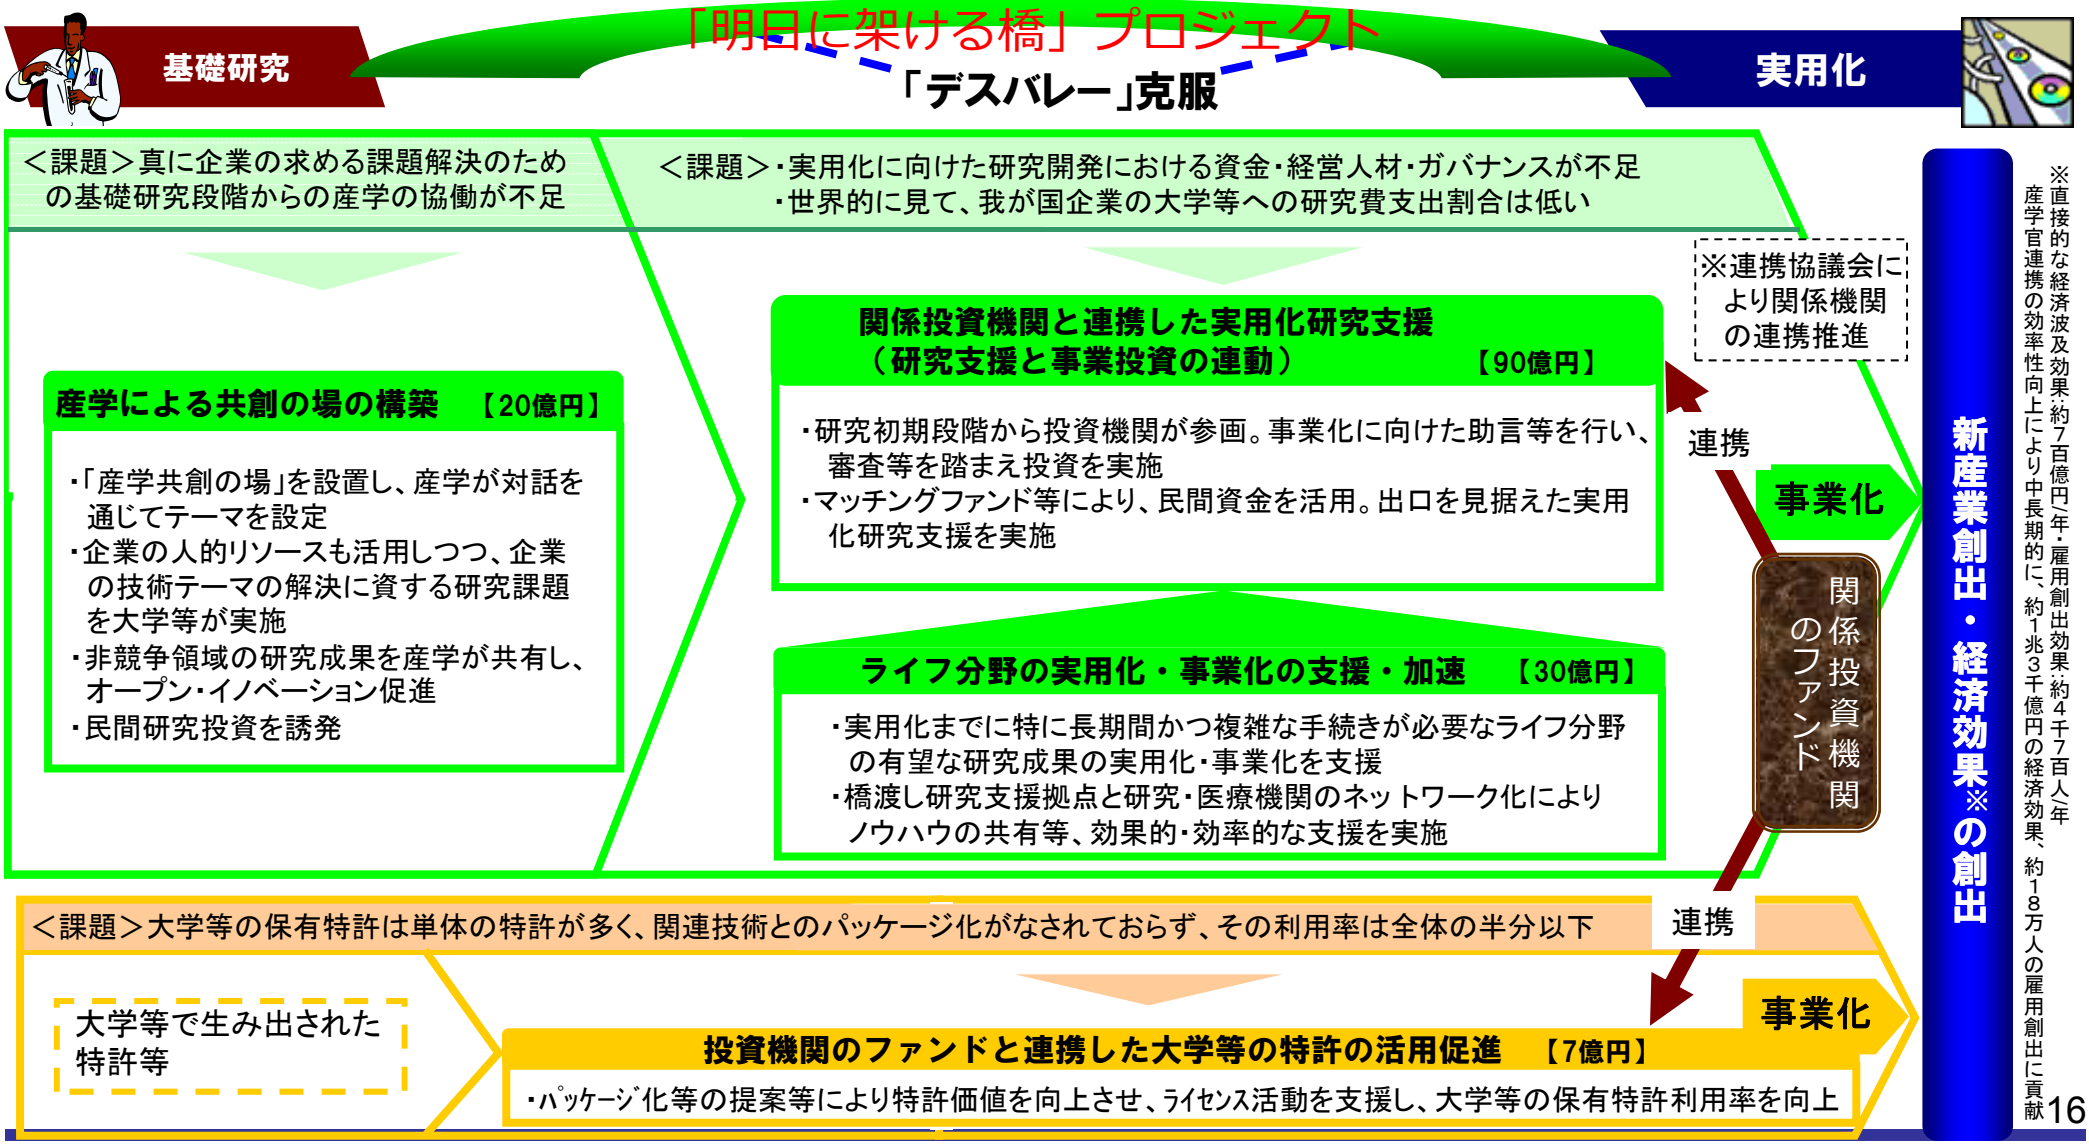 「明日に架ける橋」プロジェクト
基礎研究
「デスバレー」克服
実用化
＜課題＞真に企業の求める課題解決のため
の基礎研究段階からの産学の協働が不足
＜課題＞・実用化に向けた研究開発における資金・経営人材・ガバナンスが不足
・世界的に見て、我が国企業の大学等への研究費支出割合は低い
※連携協議会に
より関係機関
の連携推進
産学による共創の場の構築 【20億円】
・「産学共創の場」を設置し、産学が対話を
通じてテーマを設定
・企業の人的リソースも活用しつつ、企業
の技術テーマの解決に資する研究課題
を大学等が実施
・非競争領域の研究成果を産学が共有し、
オープン・イノベーション促進
・民間研究投資を誘発
関係投資機関と連携した実用化研究支援
（研究支援と事業投資の連動） 【90億円】
・研究初期段階から投資機関が参画。事業化に向けた助言等を行い、
審査等を踏まえ投資を実施
・マッチングファンド等により、民間資金を活用。出口を見据えた実用
化研究支援を実施
ライフ分野の実用化・事業化の支援・加速 【30億円】
・実用化までに特に長期間かつ複雑な手続きが必要なライフ分野
の有望な研究成果の実用化・事業化を支援
・橋渡し研究支援拠点と研究・医療機関のネットワーク化により
ノウハウの共有等、効果的・効率的な支援を実施
連携
事業化
関係投資機関
のファンド
連携
＜課題＞大学等の保有特許は単体の特許が多く、関連技術とのパッケージ化がなされておらず、その利用率は全体の半分以下
大学等で生み出された
特許等
事業化
投資機関のファンドと連携した大学等の特許の活用促進 【7億円】
・ﾊﾟｯｹｰｼﾞ化等の提案等により特許価値を向上させ、ﾗｲｾﾝｽ活動を支援し、大学等の保有特許利用率を向上
新産業創出・経済効果※の創出
※直接的な経済波及効果：約７百億円/年・雇用創出効果：約４千７百人/年
産学官連携の効率性向上により中長期的に、約１兆３千億円の経済効果、約１８万人の雇用創出に貢献
16